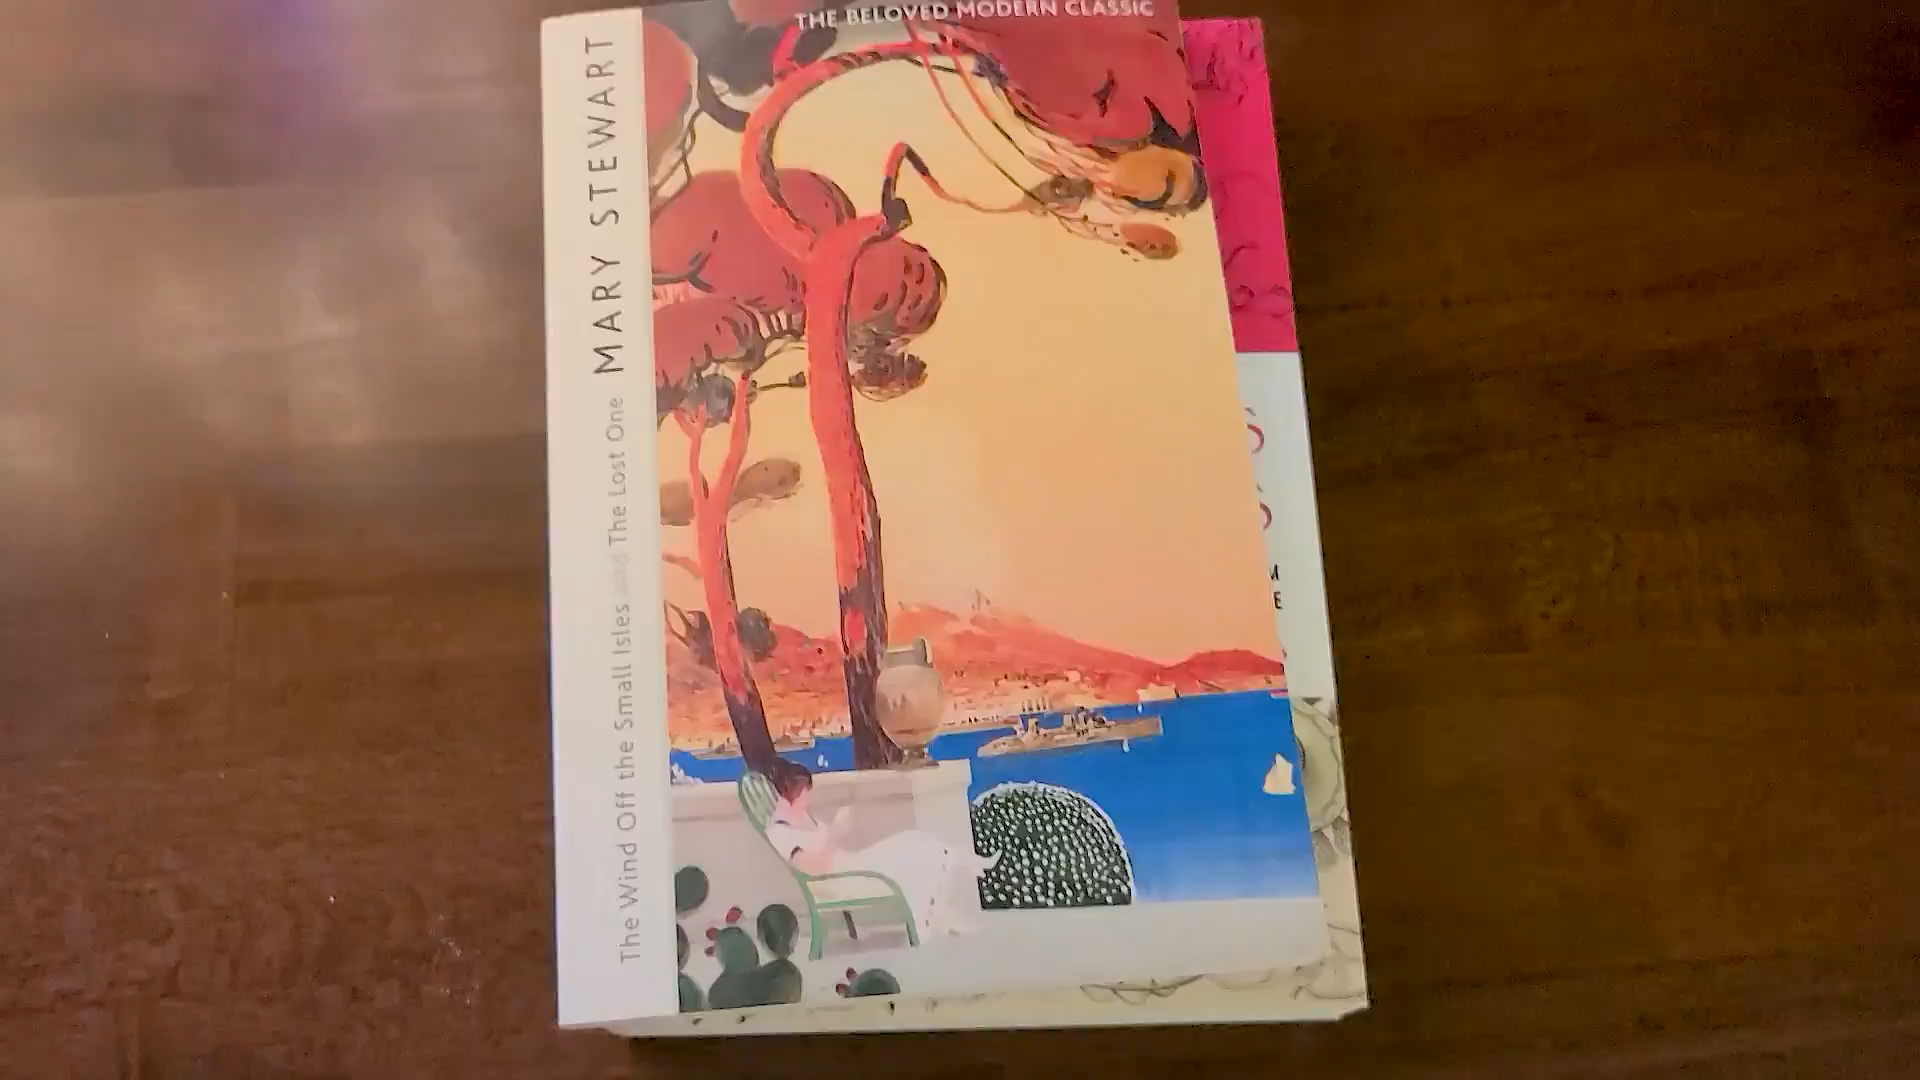 THE BELOVED MODERN CLASSIC
The Wind Off the Small Isles and The Lost One MARY STEWART
S
S
M
E